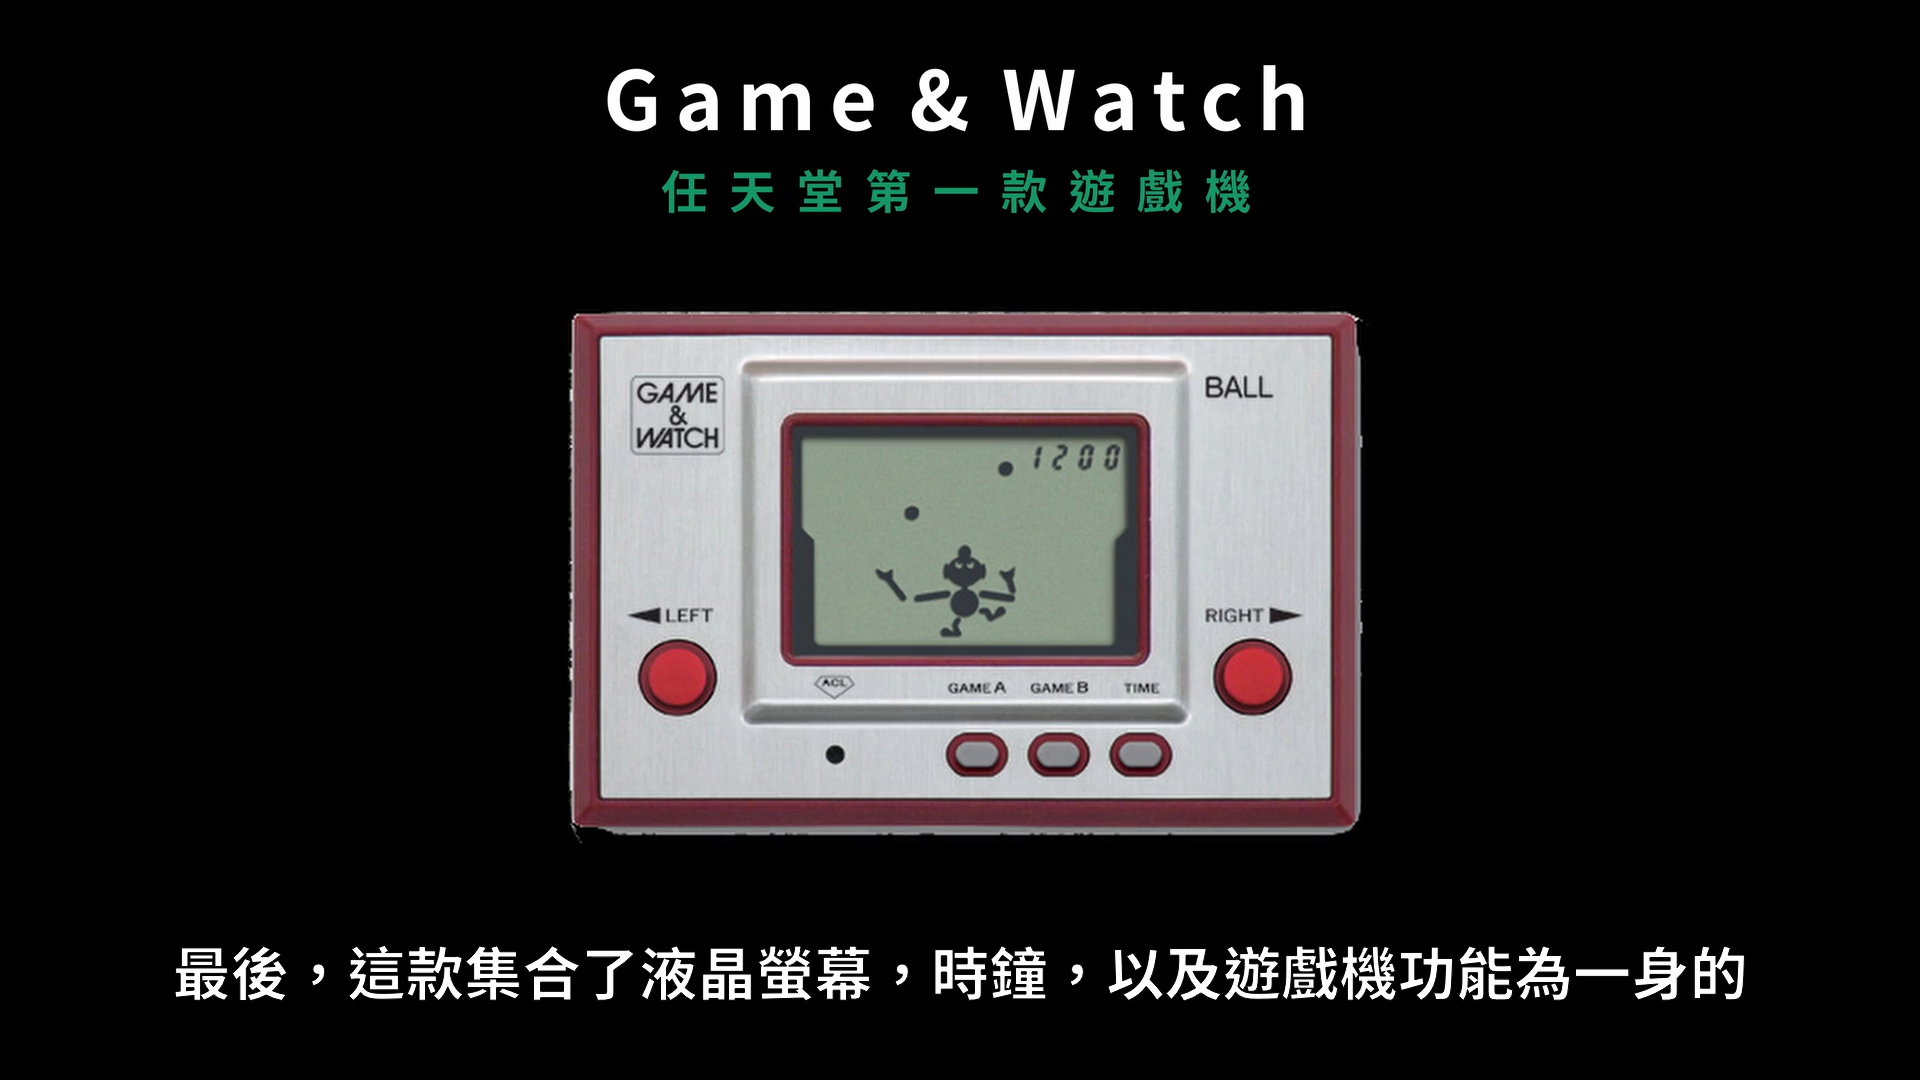 Game & Watch
任天堂第一款遊戲機
GAME
&
WATCH
BALL
1200
LEFT
RIGHT
ACL
GAME A
GAME B
TIME
最後，這款集合了液晶螢幕，時鐘，以及遊戲機功能為一身的